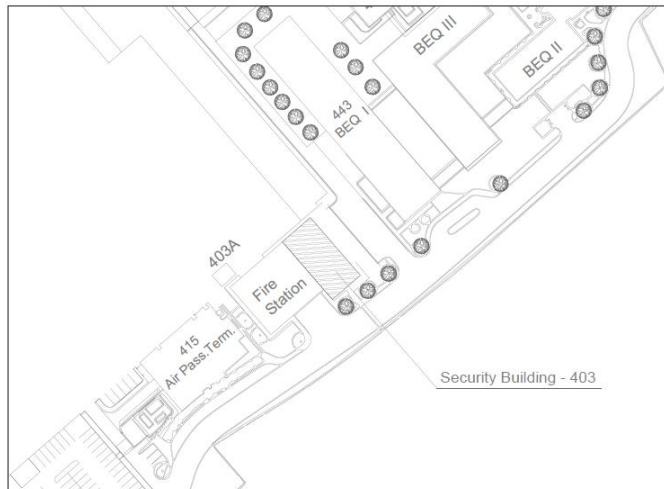 BEQ III
BEQ II
443
BEQ I
403A
Fire
Station
415
Air Pass.Term.
Security Building - 403